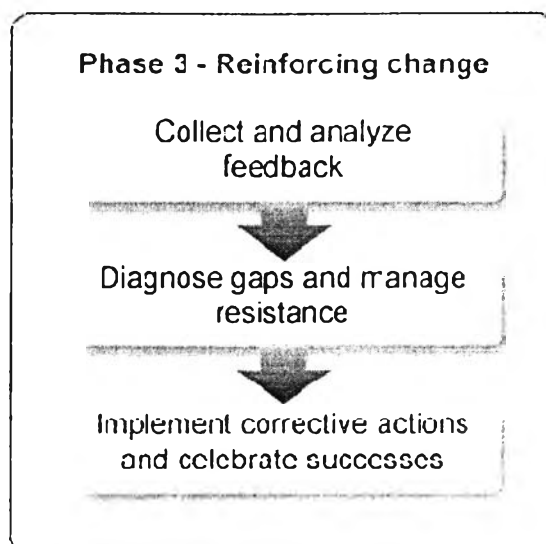 Phase 3 - Reinforcing change
Collect and analyze
feedback
Diagnose gaps and manage
resistance
Implement corrective actions
and celebrate successes